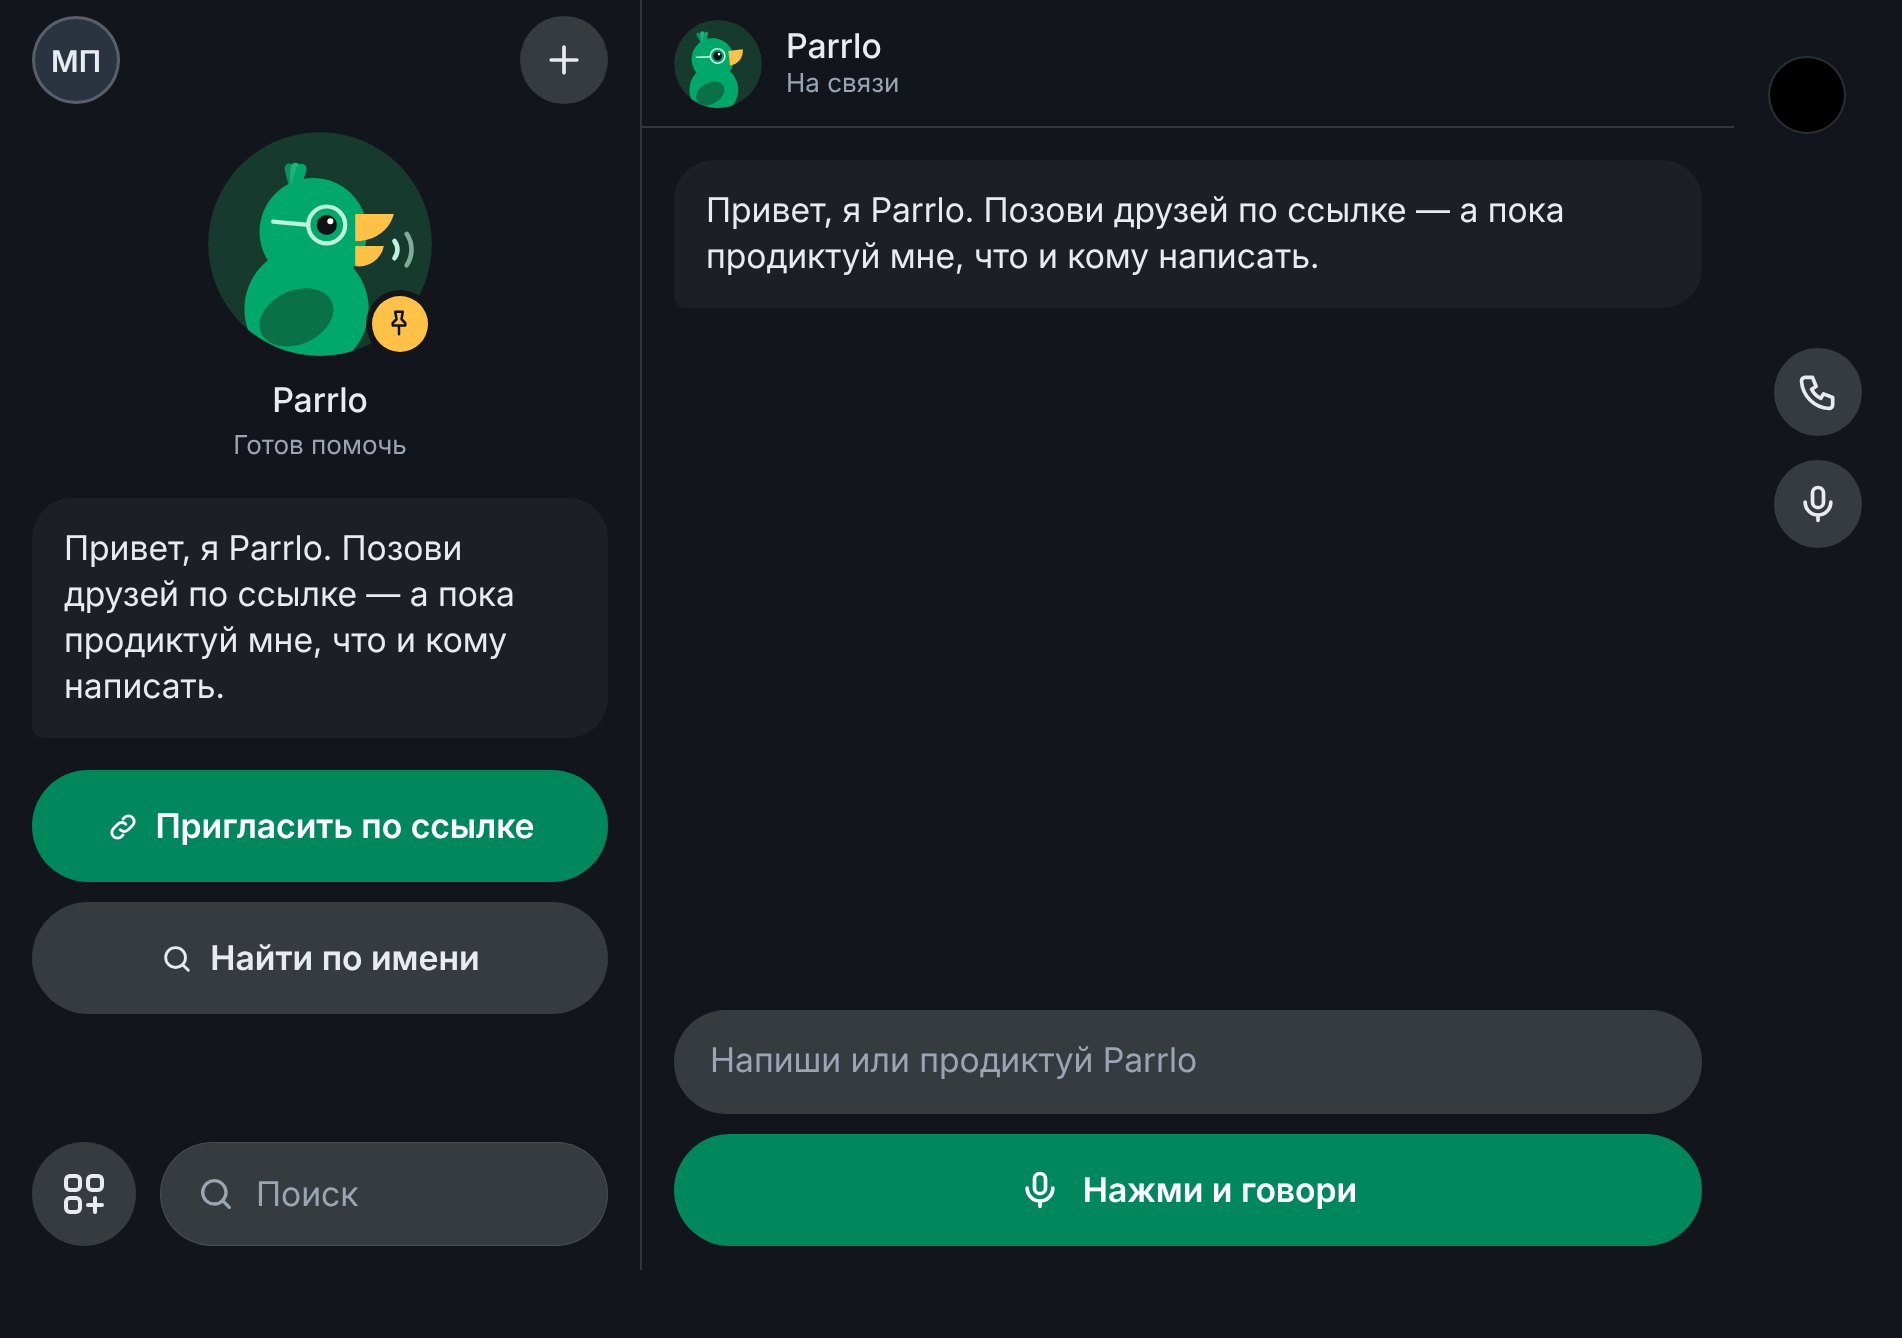 МП
Parrlo
Готов помочь
Привет, я Parrlo. Позови
друзей по ссылке — а пока
продиктуй мне, что и кому
написать.
Пригласить по ссылке
Найти по имени
Поиск
Parrlo
На связи
Привет, я Parrlo. Позови друзей по ссылке — а пока
продиктуй мне, что и кому написать.
Напиши или продиктуй Parrlo
Нажми и говори